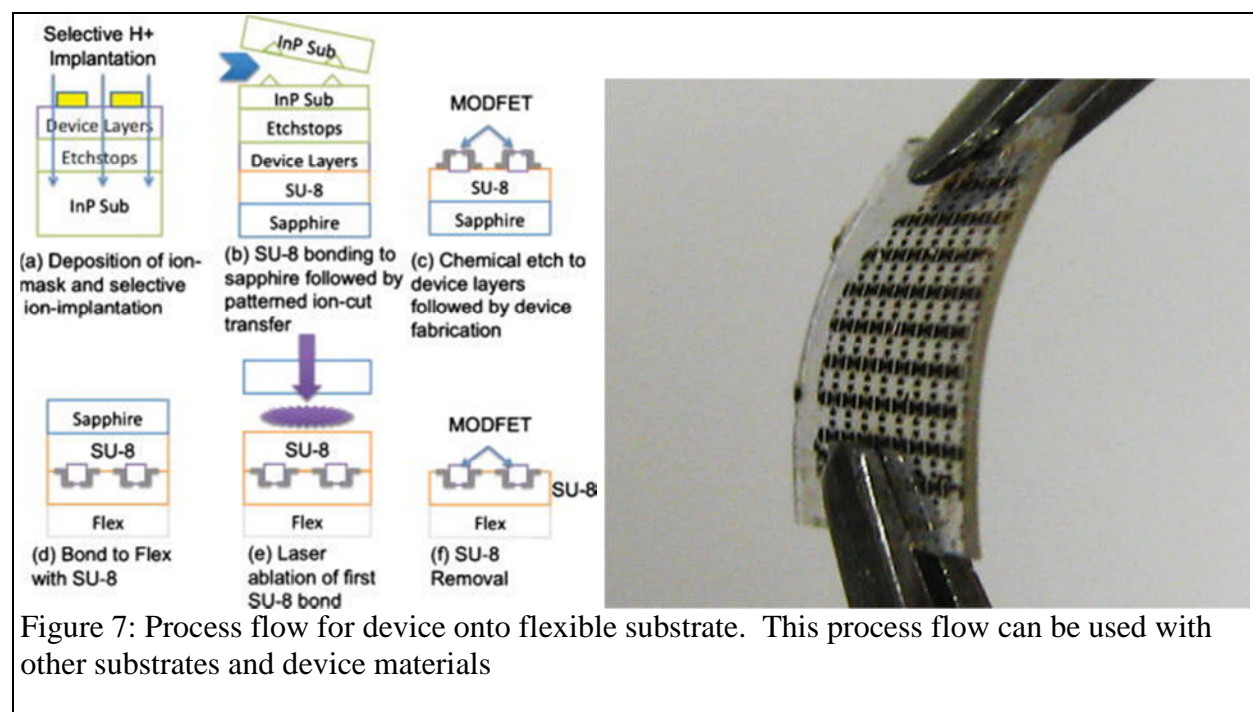 Selective H+
Implantation
Device Layers
Etchstops
InP Sub
(a) Deposition of ion-
mask and selective
ion-implantation
InP Sub
InP Sub
Etchstops
Device Layers
SU-8
Sapphire
(b) SU-8 bonding to
sapphire followed by
patterned ion-cut
transfer
MODFET
SU-8
Sapphire
(c) Chemical etch to
device layers
followed by device
fabrication
Sapphire
SU-8
Flex
(d) Bond to Flex
with SU-8
SU-8
Flex
(e) Laser
ablation of first
SU-8 bond
MODFET
SU-8
Flex
(f) SU-8
Removal
Figure 7: Process flow for device onto flexible substrate.  This process flow can be used with
other substrates and device materials